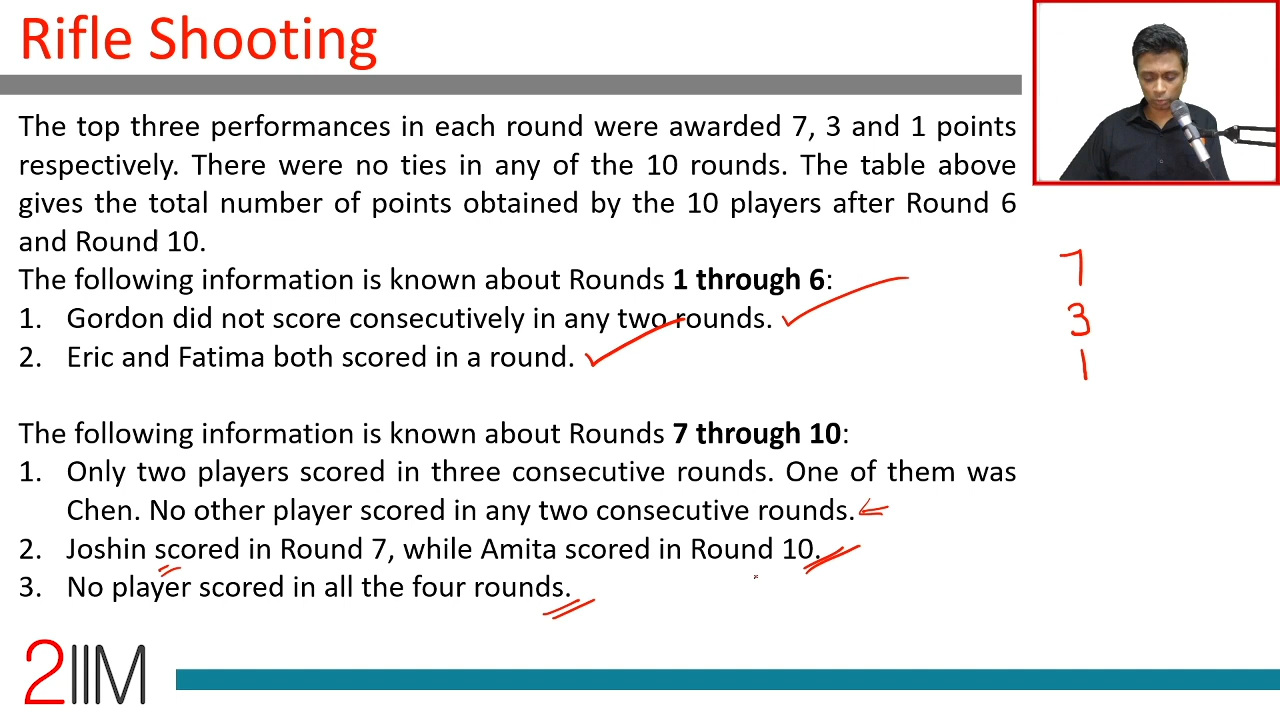 Rifle Shooting
The top three performances in each round were awarded 7, 3 and 1 points
respectively. There were no ties in any of the 10 rounds. The table above
gives the total number of points obtained by the 10 players after Round 6
and Round 10.
The following information is known about Rounds 1 through 6:
1. Gordon did not score consecutively in any two rounds.
2. Eric and Fatima both scored in a round.
The following information is known about Rounds 7 through 10:
1. Only two players scored in three consecutive rounds. One of them was
Chen. No other player scored in any two consecutive rounds.
2. Joshin scored in Round 7, while Amita scored in Round 10.
3. No player scored in all the four rounds.
7
3
1
2IIM